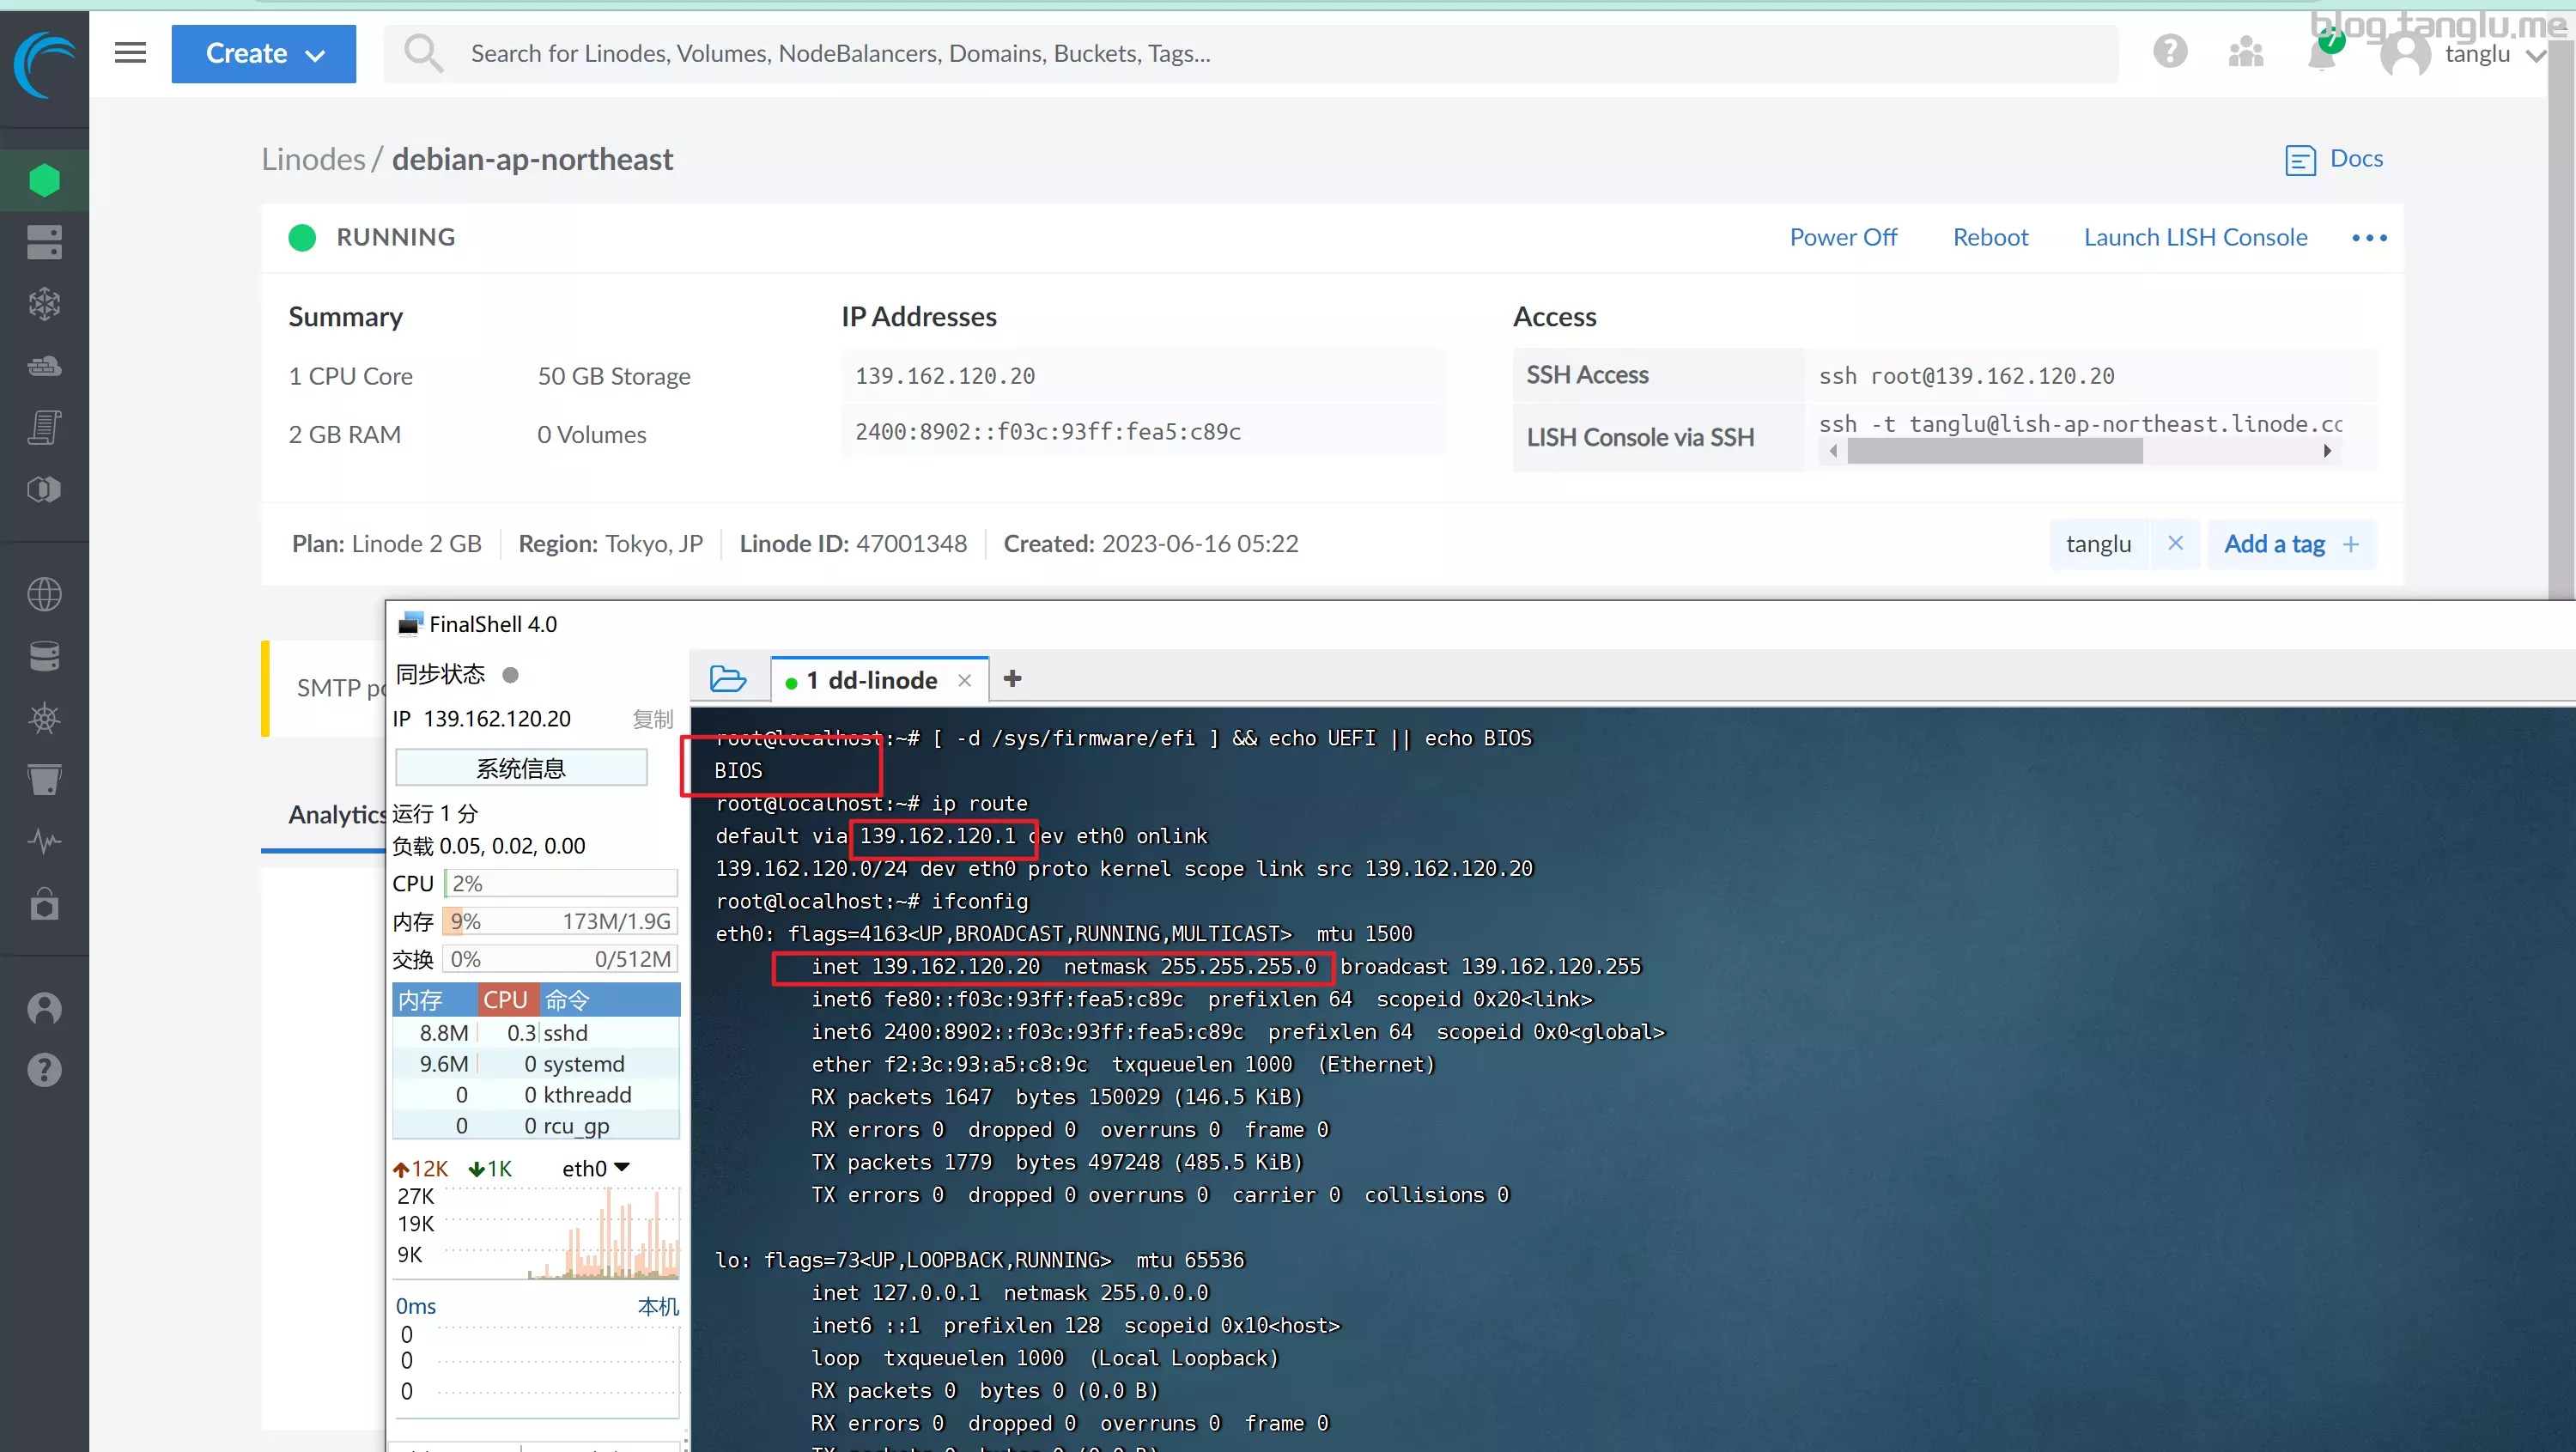 blog.tanglu.me
Create
Search for Linodes, Volumes, NodeBalancers, Domains, Buckets, Tags...
?
7
tanglu
Linodes / debian-ap-northeast
Docs
RUNNING
Power Off
Reboot
Launch LISH Console
Summary
1 CPU Core
50 GB Storage
2 GB RAM
0 Volumes
IP Addresses
139.162.120.20
2400:8902::f03c:93ff:fea5:c89c
Access
SSH Access
ssh root@139.162.120.20
LISH Console via SSH
ssh -t tanglu@lish-ap-northeast.linode.cc
Plan: Linode 2 GB
Region: Tokyo, JP
Linode ID: 47001348
Created: 2023-06-16 05:22
tanglu ×
Add a tag +
SMTP
Analytics
FinalShell 4.0
同步状态
IP 139.162.120.20
复制
系统信息
运行 1 分
负载 0.05, 0.02, 0.00
CPU 2%
内存 9% 173M/1.9G
交换 0% 0/512M
内存 CPU 命令
8.8M 0.3 sshd
9.6M 0 systemd
0 0 kthreadd
0 0 rcu_gp
12K 1K eth0
27K
19K
9K
0ms 本机
0
0
0
1 dd-linode × +
root@localhost:~# [ -d /sys/firmware/efi ] && echo UEFI || echo BIOS
BIOS
root@localhost:~# ip route
default via 139.162.120.1 dev eth0 onlink
139.162.120.0/24 dev eth0 proto kernel scope link src 139.162.120.20
root@localhost:~# ifconfig
eth0: flags=4163<UP,BROADCAST,RUNNING,MULTICAST>  mtu 1500
inet 139.162.120.20  netmask 255.255.255.0  broadcast 139.162.120.255
inet6 fe80::f03c:93ff:fea5:c89c  prefixlen 64  scopeid 0x20<link>
inet6 2400:8902::f03c:93ff:fea5:c89c  prefixlen 64  scopeid 0x0<global>
ether f2:3c:93:a5:c8:9c  txqueuelen 1000  (Ethernet)
RX packets 1647  bytes 150029 (146.5 KiB)
RX errors 0  dropped 0  overruns 0  frame 0
TX packets 1779  bytes 497248 (485.5 KiB)
TX errors 0  dropped 0 overruns 0  carrier 0  collisions 0
lo: flags=73<UP,LOOPBACK,RUNNING>  mtu 65536
inet 127.0.0.1  netmask 255.0.0.0
inet6 ::1  prefixlen 128  scopeid 0x10<host>
loop  txqueuelen 1000  (Local Loopback)
RX packets 0  bytes 0 (0.0 B)
RX errors 0  dropped 0  overruns 0  frame 0